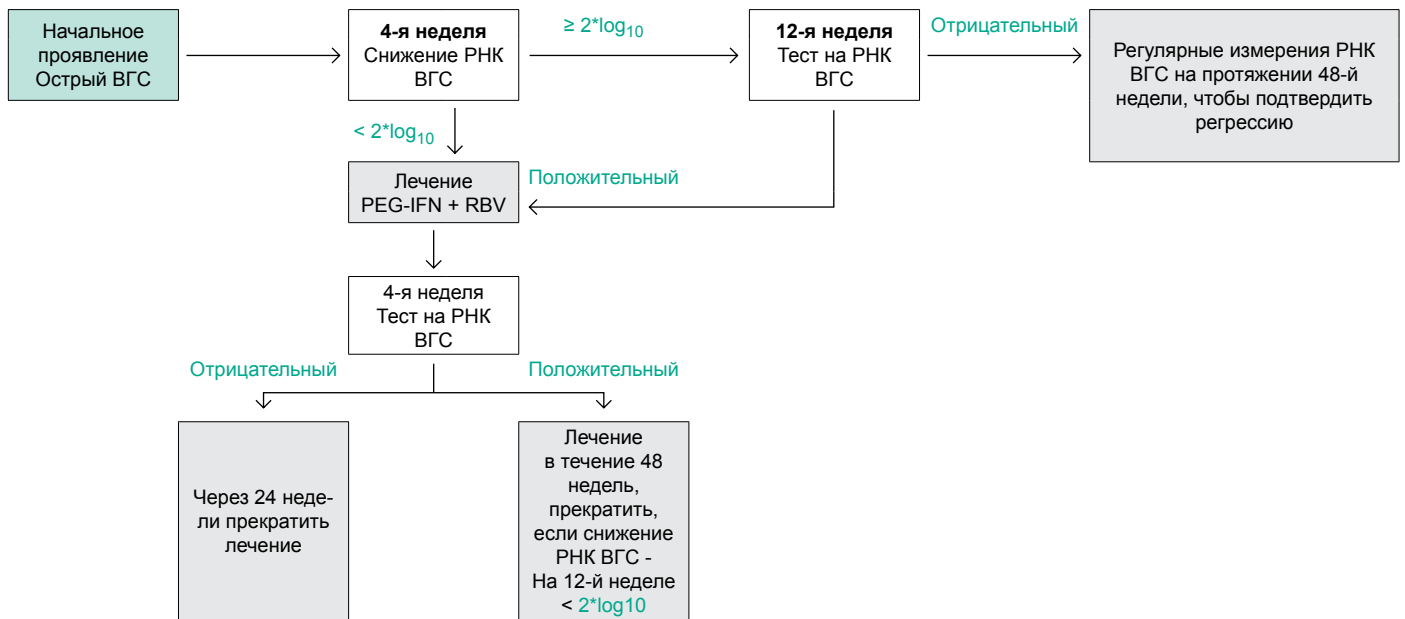 Начальное
проявление
Острый ВГС
4-я неделя
Снижение РНК
ВГС
≥ 2*log10
12-я неделя
Тест на РНК
ВГС
Отрицательный
Регулярные измерения РНК
ВГС на протяжении 48-й
недели, чтобы подтвердить
регрессию
< 2*log10
Лечение
PEG-IFN + RBV
Положительный
4-я неделя
Тест на РНК
ВГС
Отрицательный
Положительный
Через 24 неде-
ли прекратить
лечение
Лечение
в течение 48
недель,
прекратить,
если снижение
РНК ВГС -
На 12-й неделе
< 2*log10